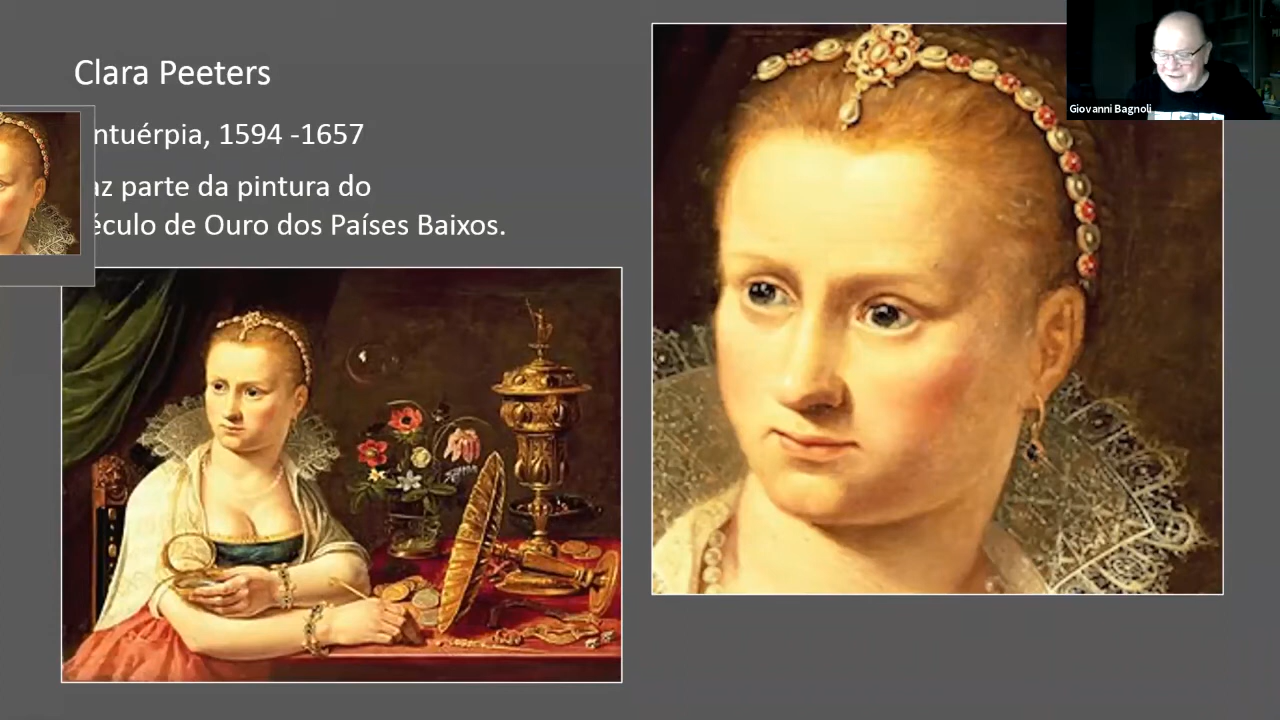 Clara Peeters
ntuérpia, 1594 -1657
az parte da pintura do
éculo de Ouro dos Países Baixos.
Giovanni Bagnoli